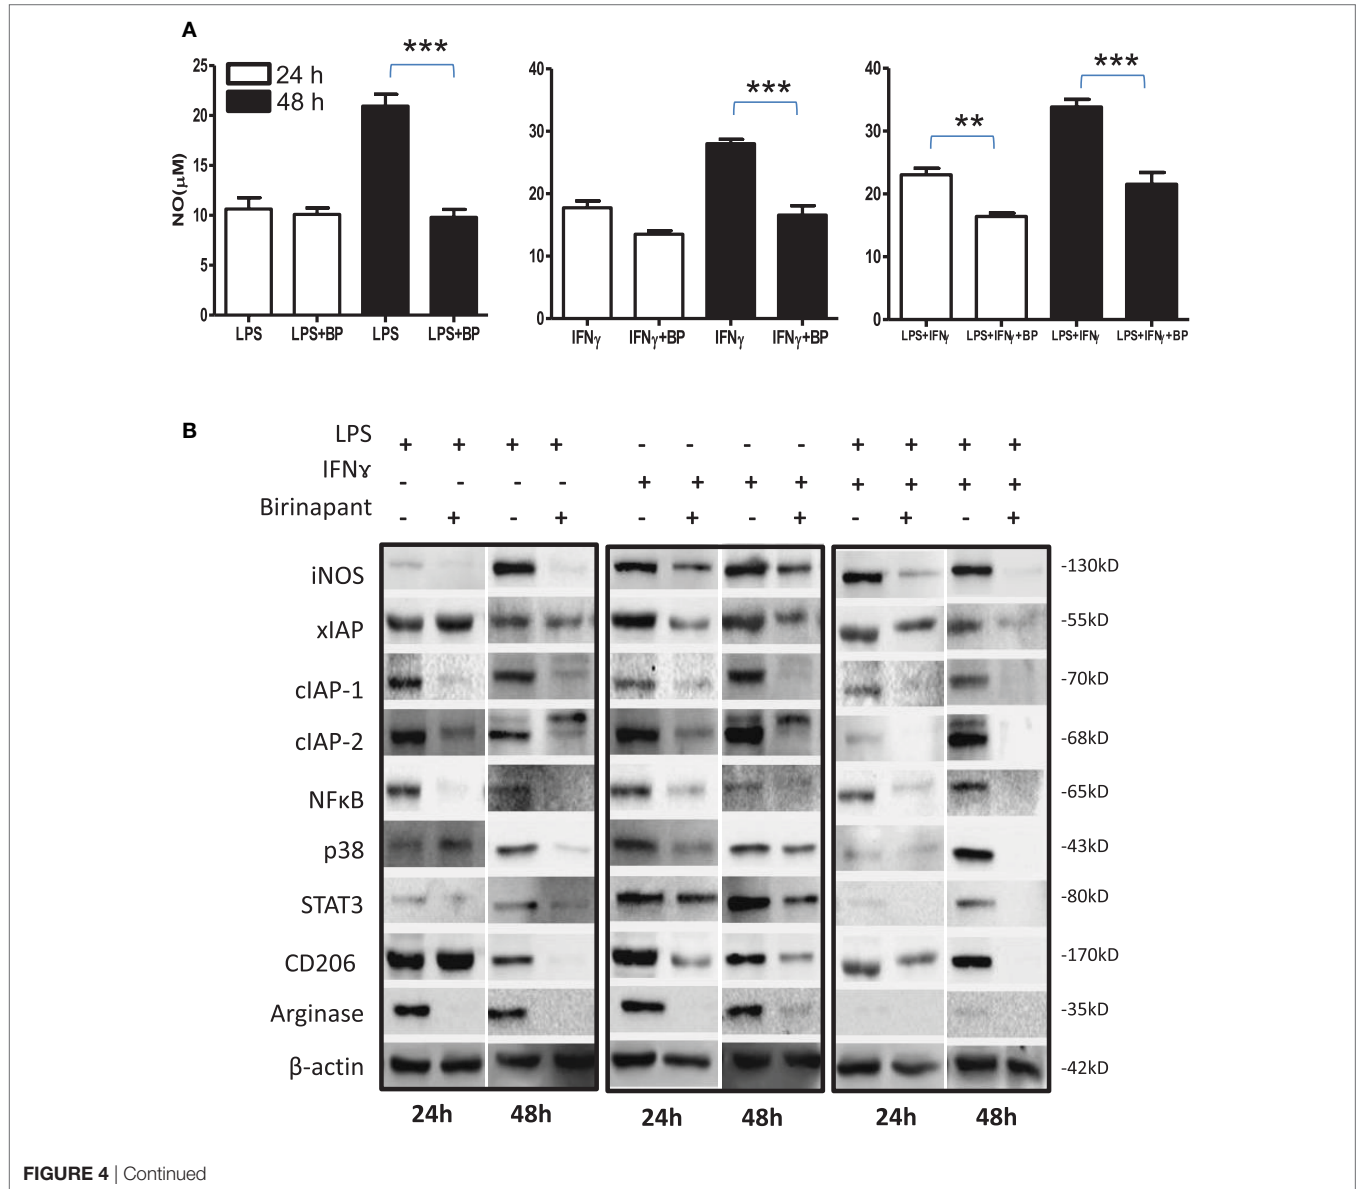 A
24 h
48 h
NO(μM)
25
20
15
10
5
0
***
LPS LPS+BP LPS LPS+BP
40
30
20
10
0
***
IFNγ IFNγ+BP IFNγ IFNγ+BP
40
30
20
10
0
**
***
LPS+IFNγ LPS+IFNγ+BP LPS+IFNγ LPS+IFNγ+BP
B
LPS + + + + - - - - + + + +
IFNɤ - - - - + + + + + + + +
Birinapant - + - + - + - + - + - +
iNOS -130kD
xIAP -55kD
cIAP-1 -70kD
cIAP-2 -68kD
NFκB -65kD
p38 -43kD
STAT3 -80kD
CD206 -170kD
Arginase -35kD
β-actin -42kD
24h 48h 24h 48h 24h 48h
FIGURE 4 | Continued